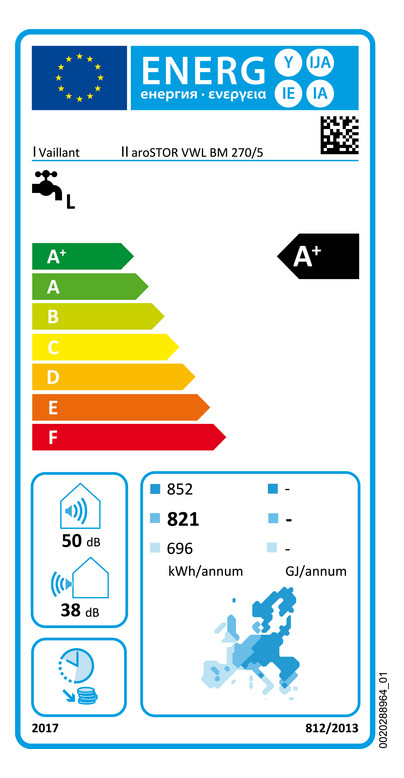 ENERG Y IJA
енергия · ενεργεια IE IA
I Vaillant II aroSTOR VWL BM 270/5
L
A+
A+
A
B
C
D
E
F
852 -
821 -
696 -
kWh/annum GJ/annum
50 dB
38 dB
2017 812/2013
0020288964_01